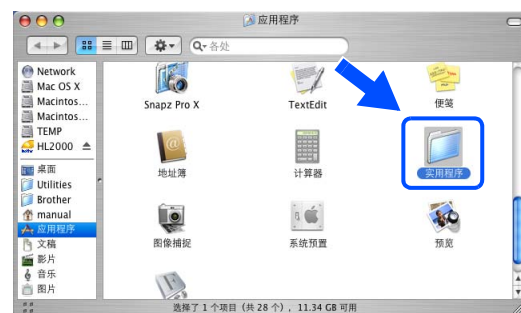 应用程序
各处
Network
Mac OS X
Macintos...
Macintos...
TEMP
HL2000
桌面
Utilities
Brother
manual
应用程序
文稿
影片
音乐
图片
Snapz Pro X
TextEdit
便笺
地址簿
计算器
实用程序
图像捕捉
系统预置
预览
选择了 1 个项目（共 28 个），11.34 GB 可用